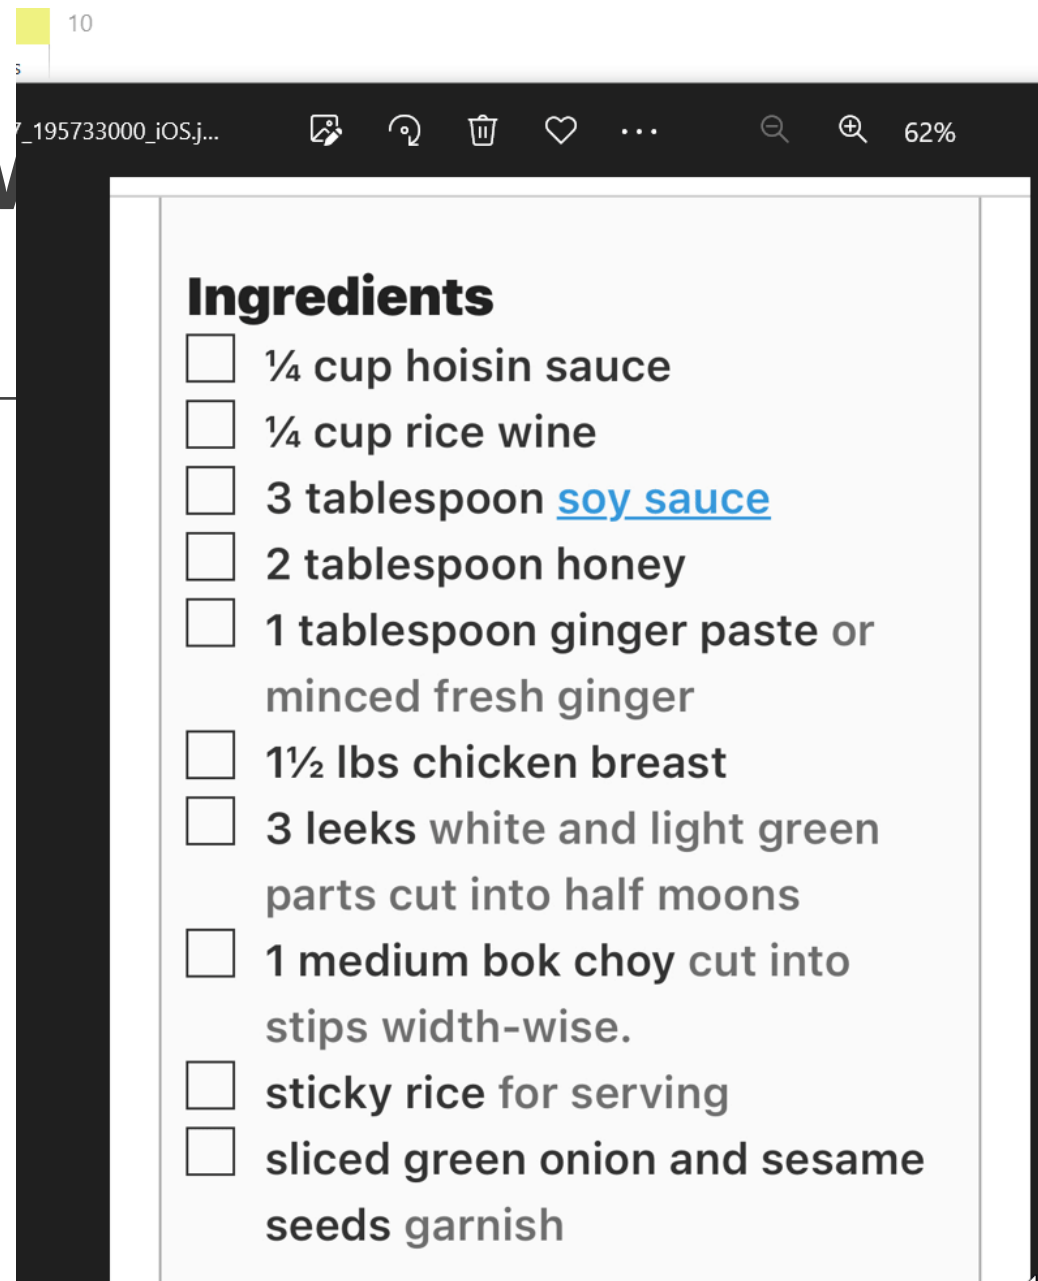 10
s
7_195733000_iOS.j...
62%
Ingredients
¼ cup hoisin sauce
¼ cup rice wine
3 tablespoon soy sauce
2 tablespoon honey
1 tablespoon ginger paste or
minced fresh ginger
1½ lbs chicken breast
3 leeks white and light green
parts cut into half moons
1 medium bok choy cut into
stips width-wise.
sticky rice for serving
sliced green onion and sesame
seeds garnish